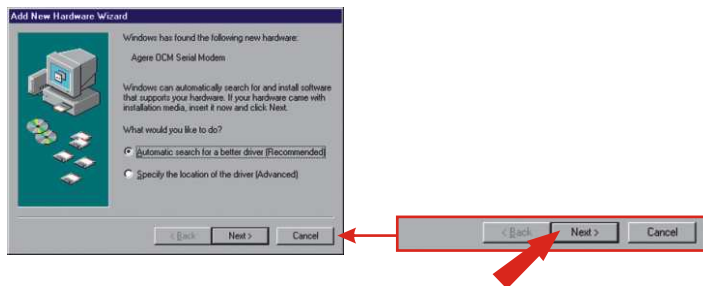 Add New Hardware Wizard
Windows has found the following new hardware:
Agere OCM Serial Modem
Windows can automatically search for and install software
that supports your hardware. If your hardware came with
installation media, insert it now and click Next.
What would you like to do?
Automatic search for a better driver (Recommended)
Specify the location of the driver (Advanced)
< Back Next > Cancel
< Back Next > Cancel